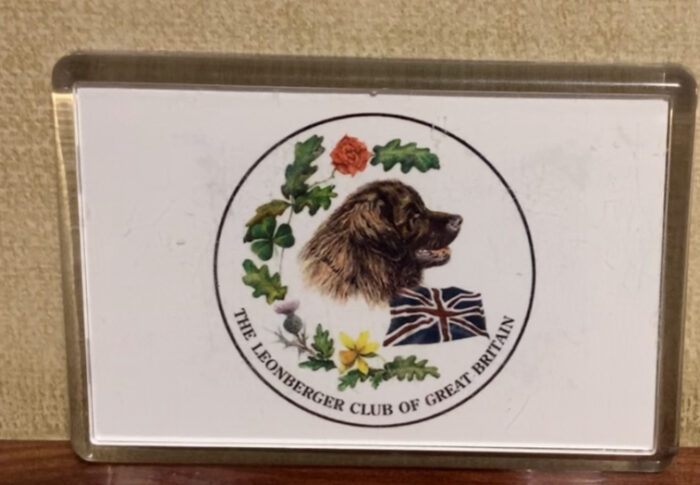 THE LEONBERGER CLUB OF GREAT BRITAIN